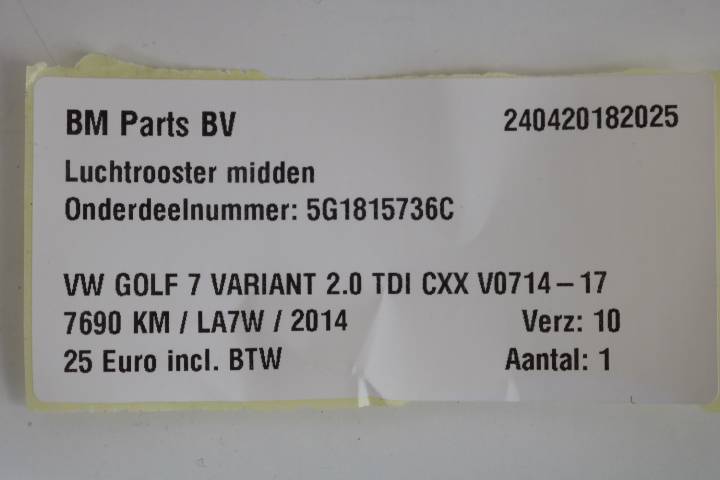 BM Parts BV 240420182025
Luchtrooster midden
Onderdeelnummer: 5G1815736C
VW GOLF 7 VARIANT 2.0 TDI CXX V0714-17
7690 KM / LA7W / 2014 Verz: 10
25 Euro incl. BTW Aantal: 1